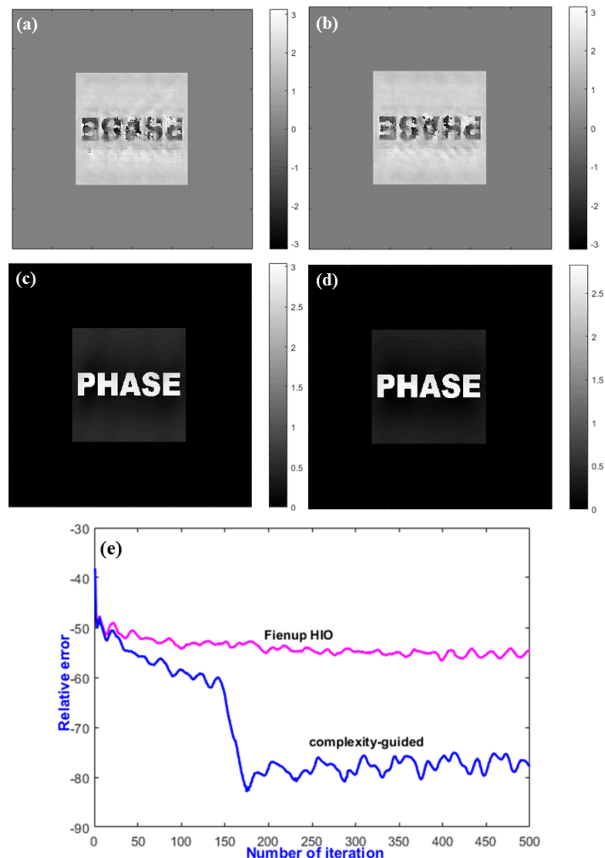 (a)
3
2
1
0
-1
-2
-3
(b)
3
2
1
0
-1
-2
-3
(c)
PHASE
3
2.5
2
1.5
1
0.5
0
(d)
PHASE
2.5
2
1.5
1
0.5
0
(e)
Relative error
-30
-40
-50
-60
-70
-80
-90
Fienup HIO
complexity-guided
0 50 100 150 200 250 300 350 400 450 500
Number of iteration